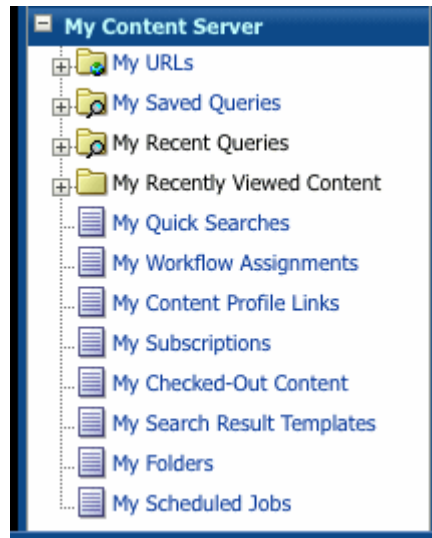 My Content Server
My URLs
My Saved Queries
My Recent Queries
My Recently Viewed Content
My Quick Searches
My Workflow Assignments
My Content Profile Links
My Subscriptions
My Checked-Out Content
My Search Result Templates
My Folders
My Scheduled Jobs